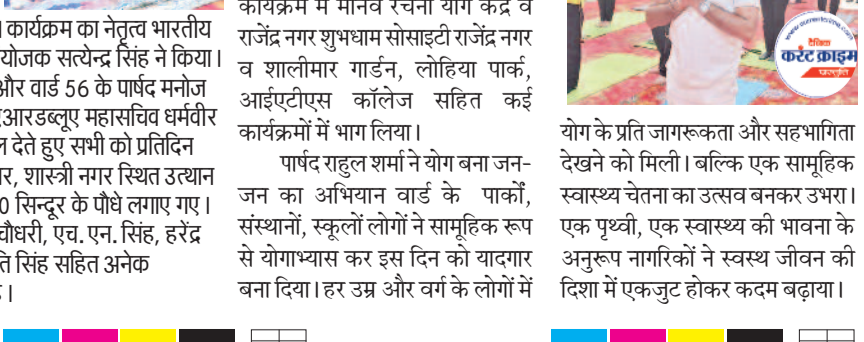 कार्यक्रम का नेतृत्व भारतीय
योजक सत्येन्द्र सिंह ने किया।
और वार्ड 56 के पार्षद मनोज
आरडब्लूए महासचिव धर्मवीर
देते हुए सभी को प्रतिदिन
शास्त्री नगर स्थित उत्थान
सिन्दूर के पौधे लगाए गए।
चौधरी, एच. एन. सिंह, हरेंद्र
सिंह सहित अनेक
कार्यक्रम में मानव रचना योग केंद्र व
राजेंद्र नगर शुभधाम सोसाइटी राजेंद्र नगर
व शालीमार गार्डन, लोहिया पार्क,
आईएटीएस कॉलेज सहित कई
कार्यक्रमों में भाग लिया।
पार्षद राहुल शर्मा ने योग बना जन-
जन का अभियान वार्ड के पार्कों,
संस्थानों, स्कूलों लोगों ने सामूहिक रूप
से योगाभ्यास कर इस दिन को यादगार
बना दिया। हर उम्र और वर्ग के लोगों में
दैनिक
करंट क्राइम
प्रस्तुति
योग के प्रति जागरूकता और सहभागिता
देखने को मिली। बल्कि एक सामूहिक
स्वास्थ्य चेतना का उत्सव बनकर उभरा।
एक पृथ्वी, एक स्वास्थ्य की भावना के
अनुरूप नागरिकों ने स्वस्थ जीवन की
दिशा में एकजुट होकर कदम बढ़ाया।